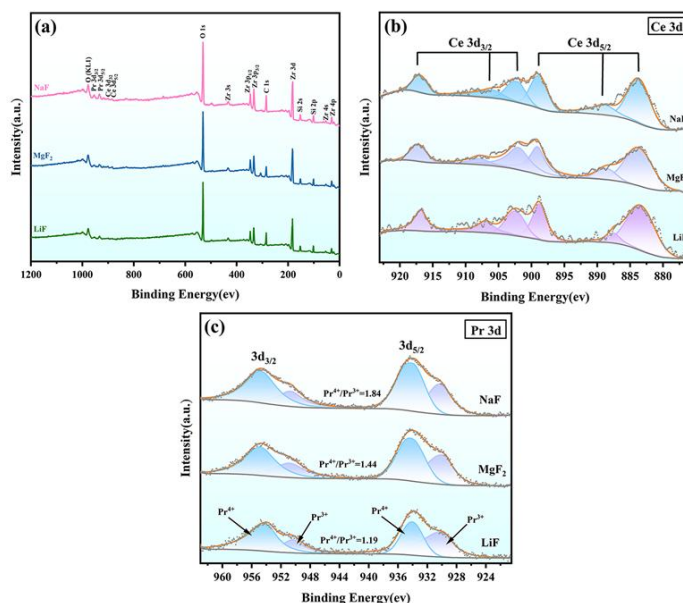 (a)
O (KLl)
Pr 3d3/2
Pr 3d5/2
Ce 3d3/2
Ce 3d5/2
O 1s
Zr 3s
Zr 3p1/2
Zr 3p3/2
C 1s
Zr 3d
Si 2s
Si 2p
Zr 4s
Zr 4p
NaF
MgF₂
LiF
Intensity(a.u.)
1200 1000 800 600 400 200 0
Binding Energy(ev)
(b)
Ce 3d
Ce 3d3/2
Ce 3d5/2
Na
MgF
Li
Intensity(a.u.)
920 915 910 905 900 895 890 885 880
Binding Energy(ev)
(c)
Pr 3d
3d3/2
3d5/2
Pr⁴⁺/Pr³⁺=1.84
NaF
Pr⁴⁺/Pr³⁺=1.44
MgF₂
Pr⁴⁺
Pr³⁺
Pr⁴⁺/Pr³⁺=1.19
Pr⁴⁺
Pr³⁺
LiF
Intensity(a.u.)
960 956 952 948 944 940 936 932 928 924
Binding Energy(ev)